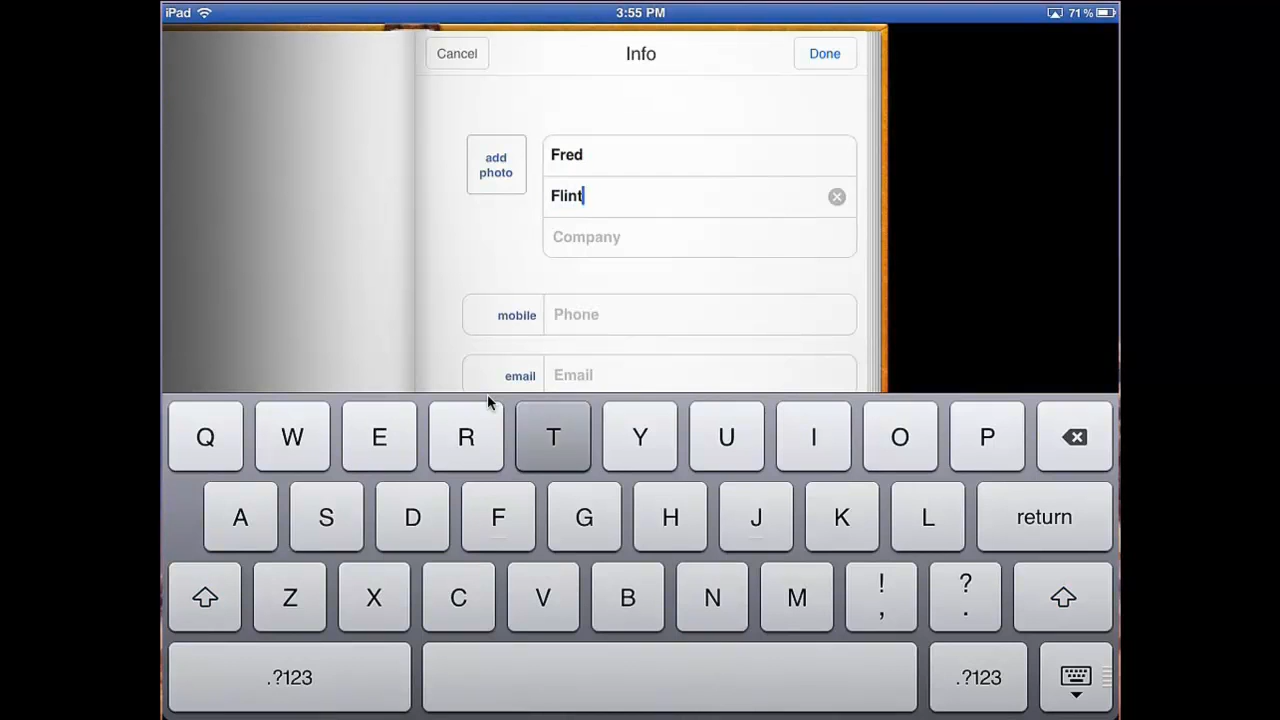 iPad 3:55 PM 71%
Cancel Info Done
add
photo
Fred
Flint
Company
mobile Phone
email Email
Q W E R T Y U I O P
A S D F G H J K L return
Z X C V B N M ! , ? .
.?123 .?123